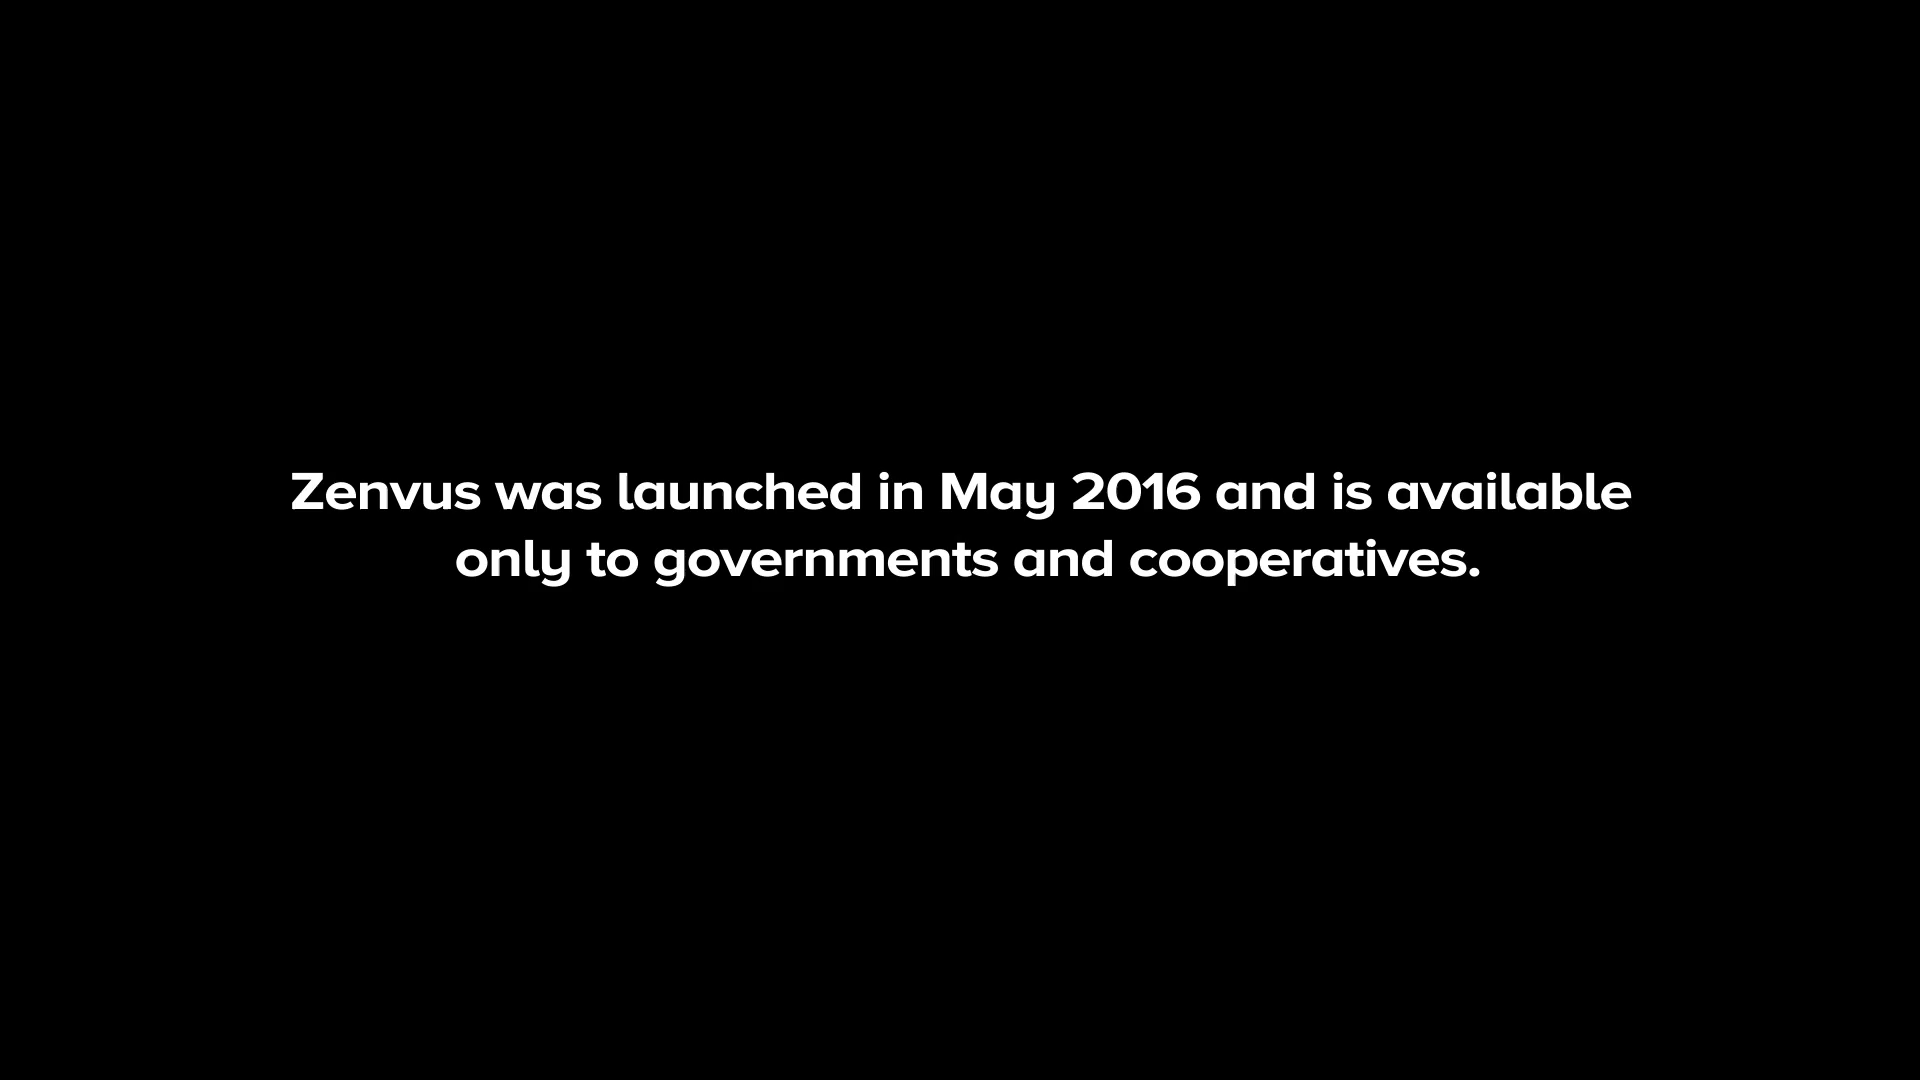 Zenvus was launched in May 2016 and is available
only to governments and cooperatives.